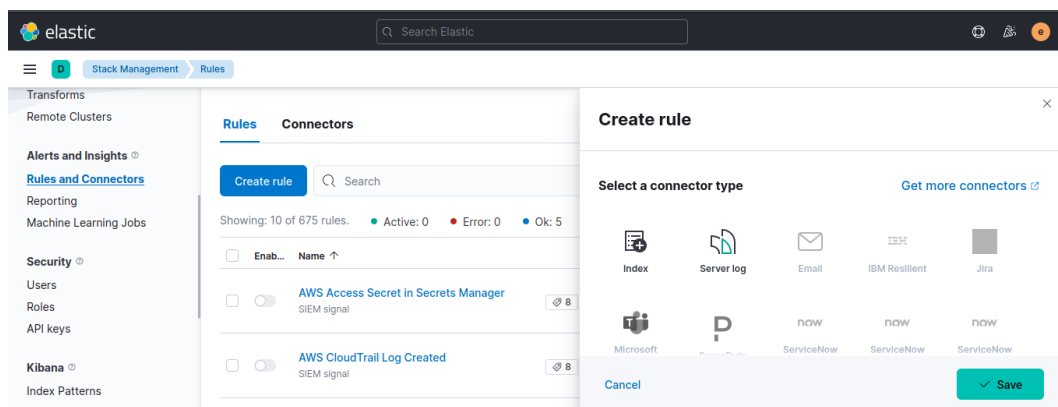 elastic
Search Elastic
e
D
Stack Management
Rules
Transforms
Remote Clusters
Alerts and Insights
Rules and Connectors
Reporting
Machine Learning Jobs
Security
Users
Roles
API keys
Kibana
Index Patterns
Rules Connectors
Create rule
Search
Showing: 10 of 675 rules. Active: 0 Error: 0 Ok: 5
Enab... Name ↑
AWS Access Secret in Secrets Manager
SIEM signal
8
AWS CloudTrail Log Created
SIEM signal
8
Create rule
Select a connector type
Get more connectors
Index
Server log
Email
IBM
IBM Resilient
Jira
Microsoft
now
ServiceNow
now
ServiceNow
now
ServiceNow
Cancel
Save